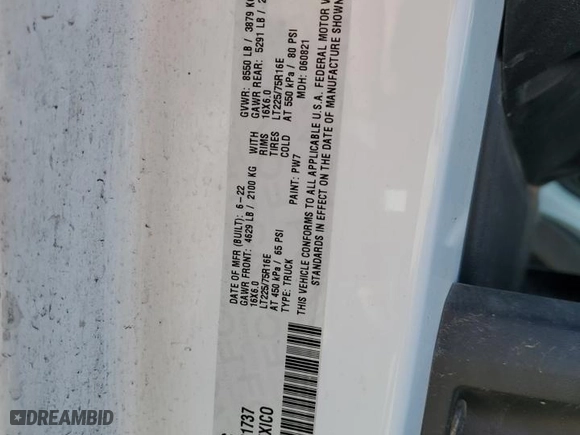 DATE OF MFR (BUILT): 6-22 GVWR: 8550 LB / 3879 KG
GAWR FRONT: 4629 LB / 2100 KG WITH GAWR REAR: 5291 LB /
16X6.0 RIMS 16X6.0
LT225/75R16E TIRES LT225/75R16E
AT 450 kPa / 65 PSI COLD AT 550 kPa / 80 PSI
TYPE: TRUCK PAINT: PW7 MDH: 060821
THIS VEHICLE CONFORMS TO ALL APPLICABLE U.S.A. FEDERAL MOTOR
STANDARDS IN EFFECT ON THE DATE OF MANUFACTURE SHOWN
1737
EXICO
DREAMBID